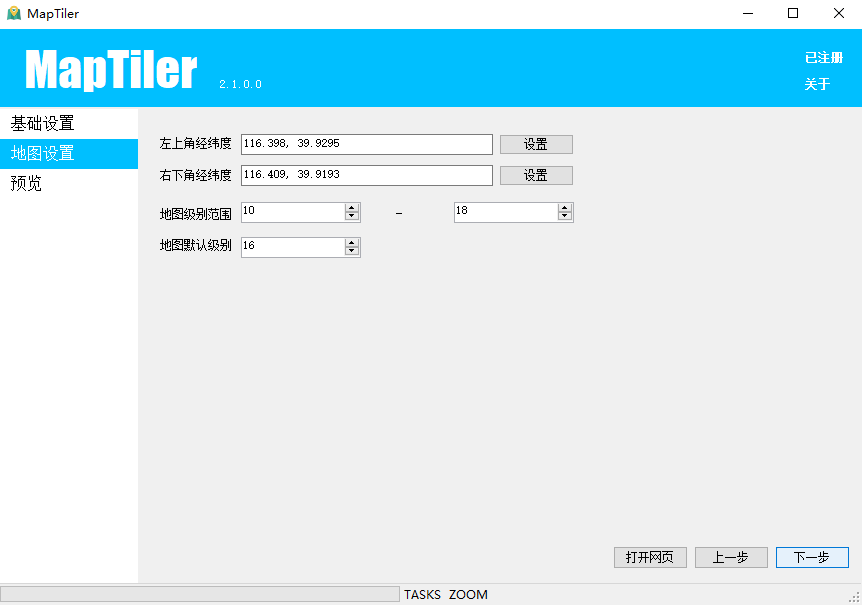 MapTiler
MapTiler 2.1.0.0
已注册
关于
基础设置
地图设置
预览
左上角经纬度 116.398, 39.9295 设置
右下角经纬度 116.409, 39.9193 设置
地图级别范围 10 – 18
地图默认级别 16
打开网页 上一步 下一步
TASKS ZOOM